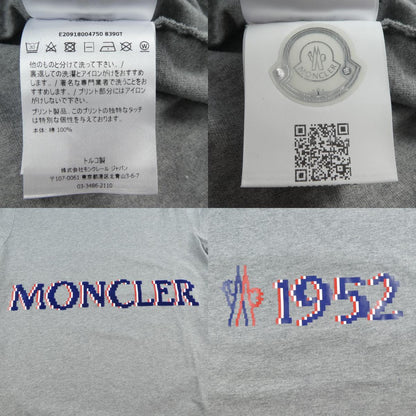 E20918004750 8390T
他のものと分けて洗って下さい。/
裏返しての洗濯とアイロンがけをおすすめ
します。/ 著名な専門業者で洗うことを
おすすめします。/ プリント部分にはアイロン
がけしないで下さい。
プリント製品。このプリントの独特なタッチ
は特別な個性を与えております。
本体: 綿 100%
トルコ製
株式会社モンクレール ジャパン
〒107-0061 東京都港区北青山3-6-7
03-3486-2110
MONCLER
MONCLER
1952